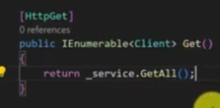 [HttpGet]
0 references
public IEnumerable<Client> Get()
{
return _service.GetAll();
}